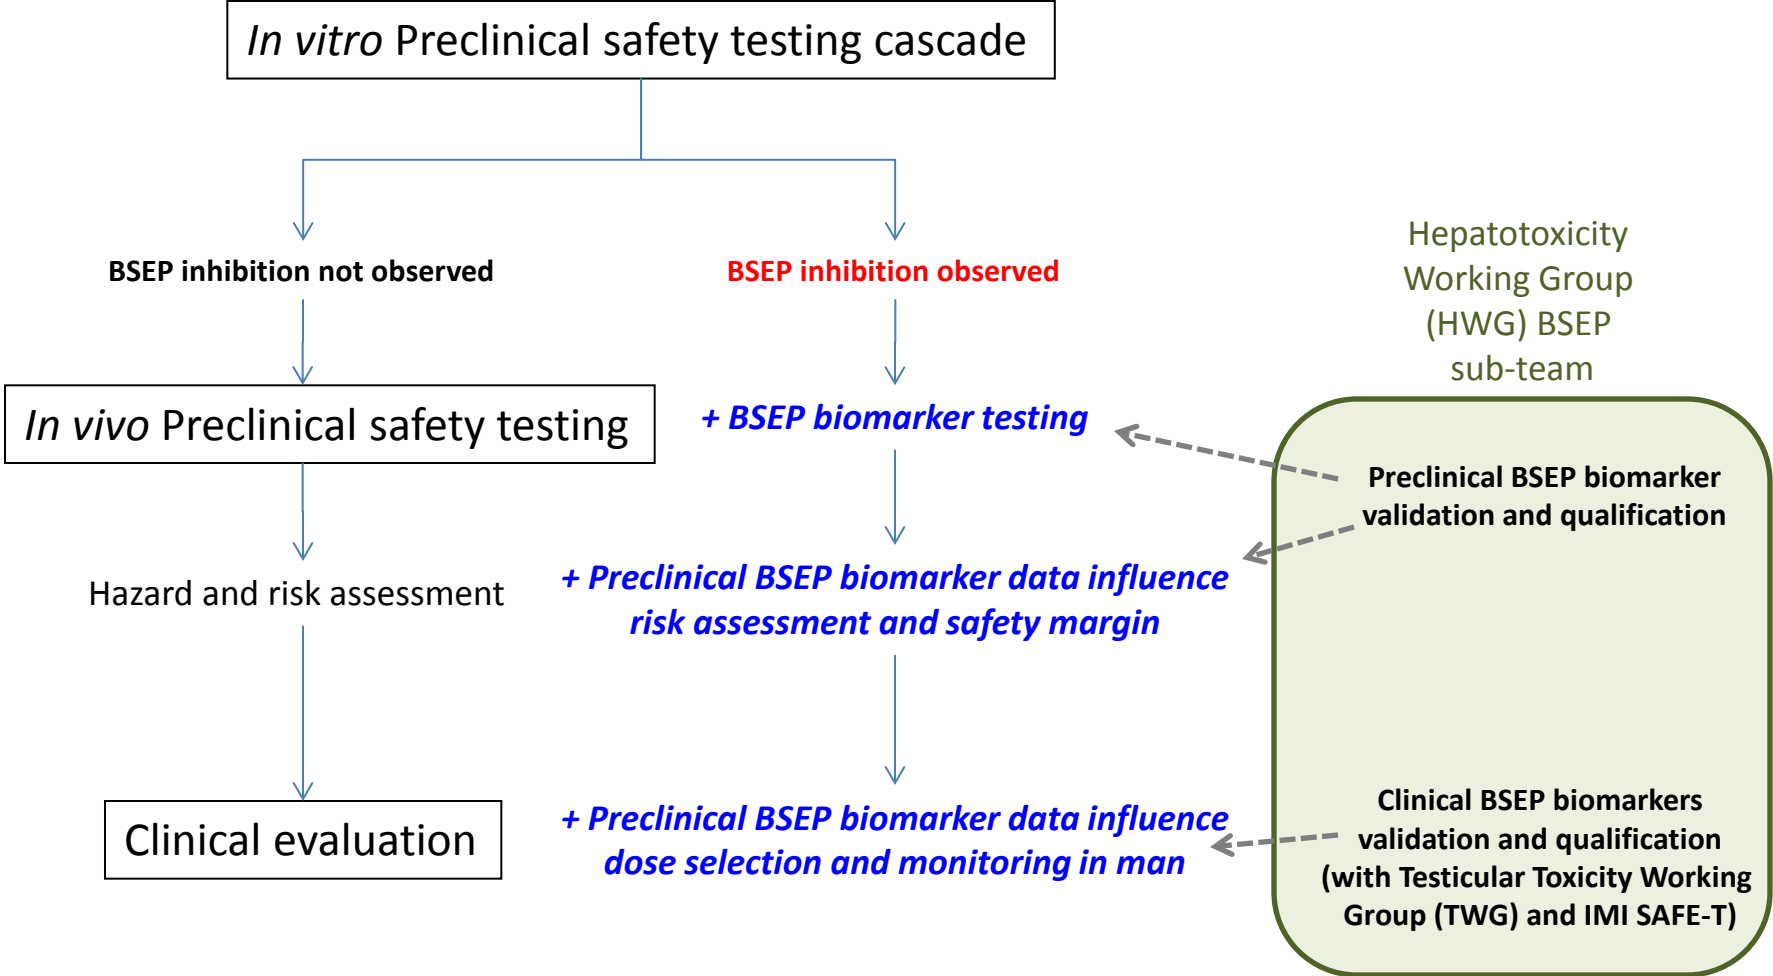 In vitro Preclinical safety testing cascade
BSEP inhibition not observed
BSEP inhibition observed
Hepatotoxicity
Working Group
(HWG) BSEP
sub-team
In vivo Preclinical safety testing
+ BSEP biomarker testing
Preclinical BSEP biomarker
validation and qualification
Hazard and risk assessment
+ Preclinical BSEP biomarker data influence
risk assessment and safety margin
Clinical evaluation
+ Preclinical BSEP biomarker data influence
dose selection and monitoring in man
Clinical BSEP biomarkers
validation and qualification
(with Testicular Toxicity Working
Group (TWG) and IMI SAFE-T)